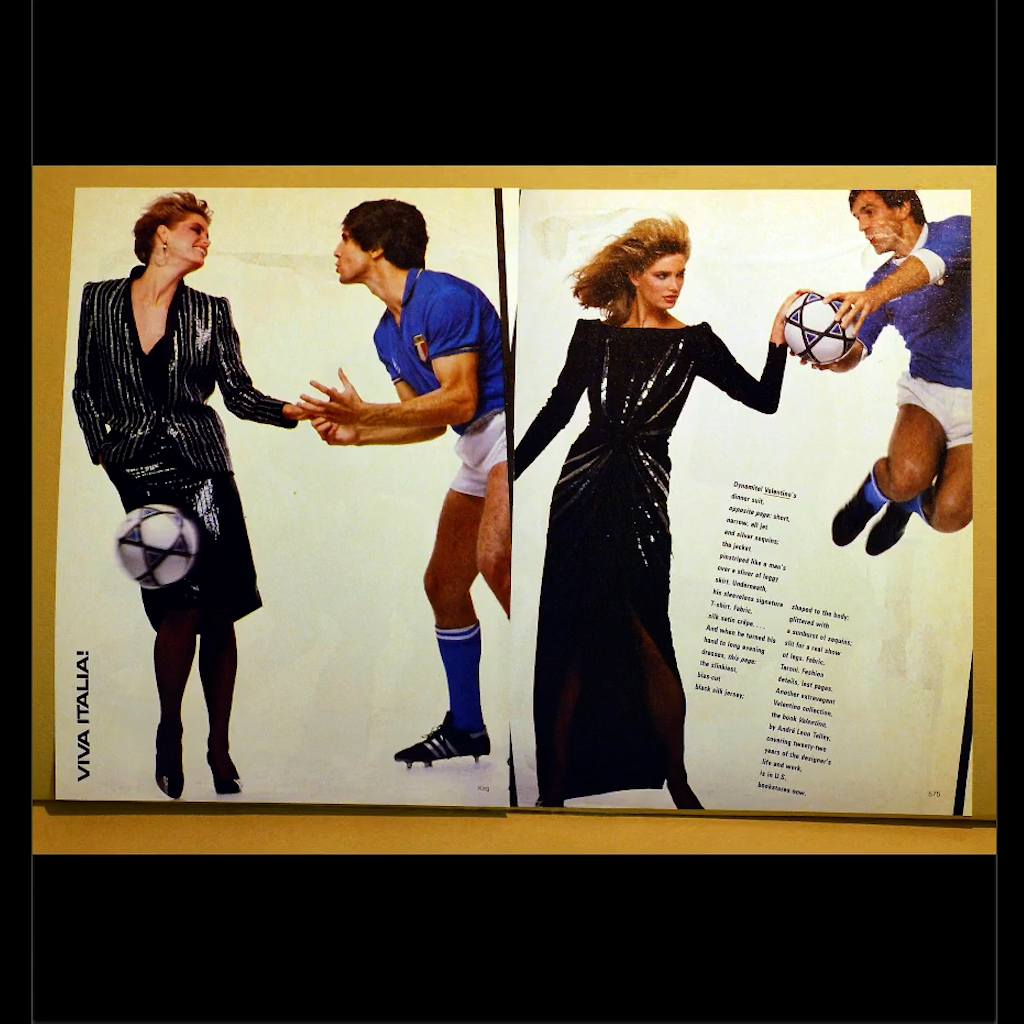 VIVA ITALIA!
Dynamite! Valentino's
dinner suit,
opposite page: short,
narrow, all jet
and silver sequins;
the jacket
pinstriped like a man's
over a sliver of leggy
skirt. Underneath,
his sleeveless signature
T-shirt. Fabric,
silk satin crêpe. . . .
And when he turned his
hand to long evening
dresses, this page:
the slinkiest,
bias-cut
black silk jersey;
shaped to the body;
glittered with
a sunburst of sequins;
slit for a real show
of legs. Fabric,
Taroni. Fashion
details, last pages.
Another extravagant
Valentino collection,
the book Valentino,
by André Leon Talley,
covering twenty-two
years of the designer's
life and work,
is in U.S.
bookstores now.
575